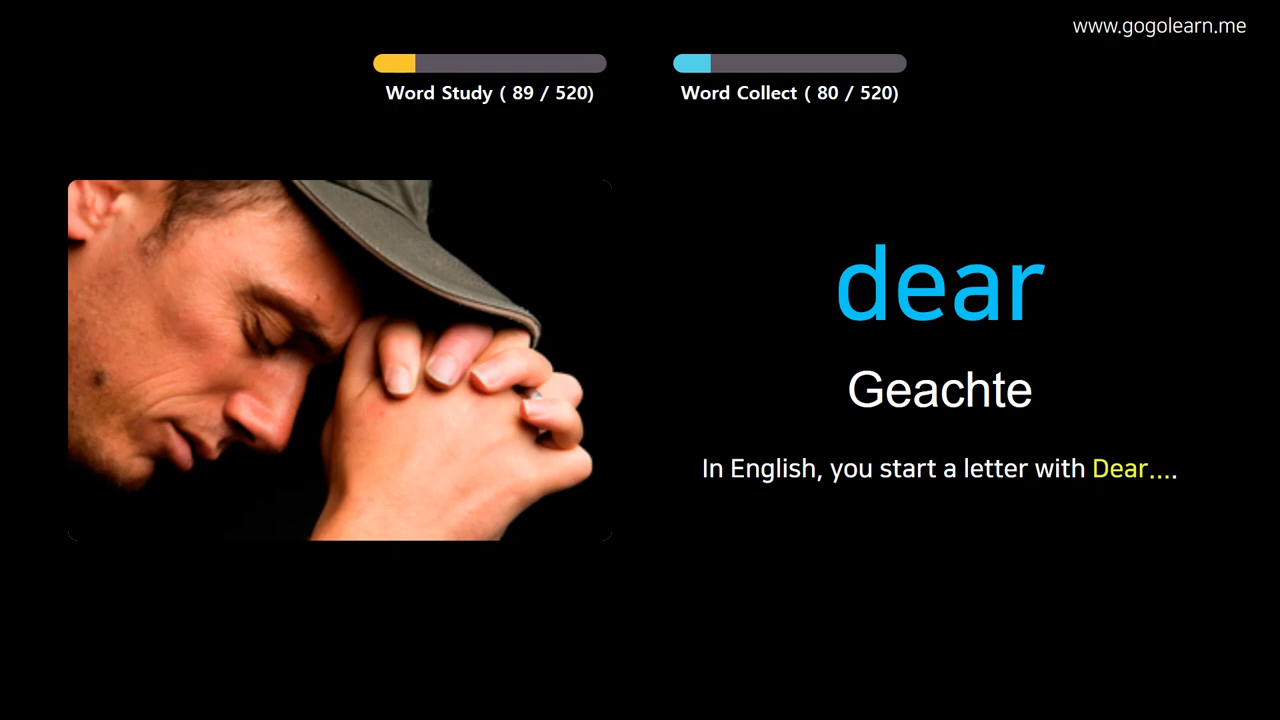 www.gogolearn.me
Word Study ( 89 / 520)
Word Collect ( 80 / 520)
dear
Geachte
In English, you start a letter with Dear....